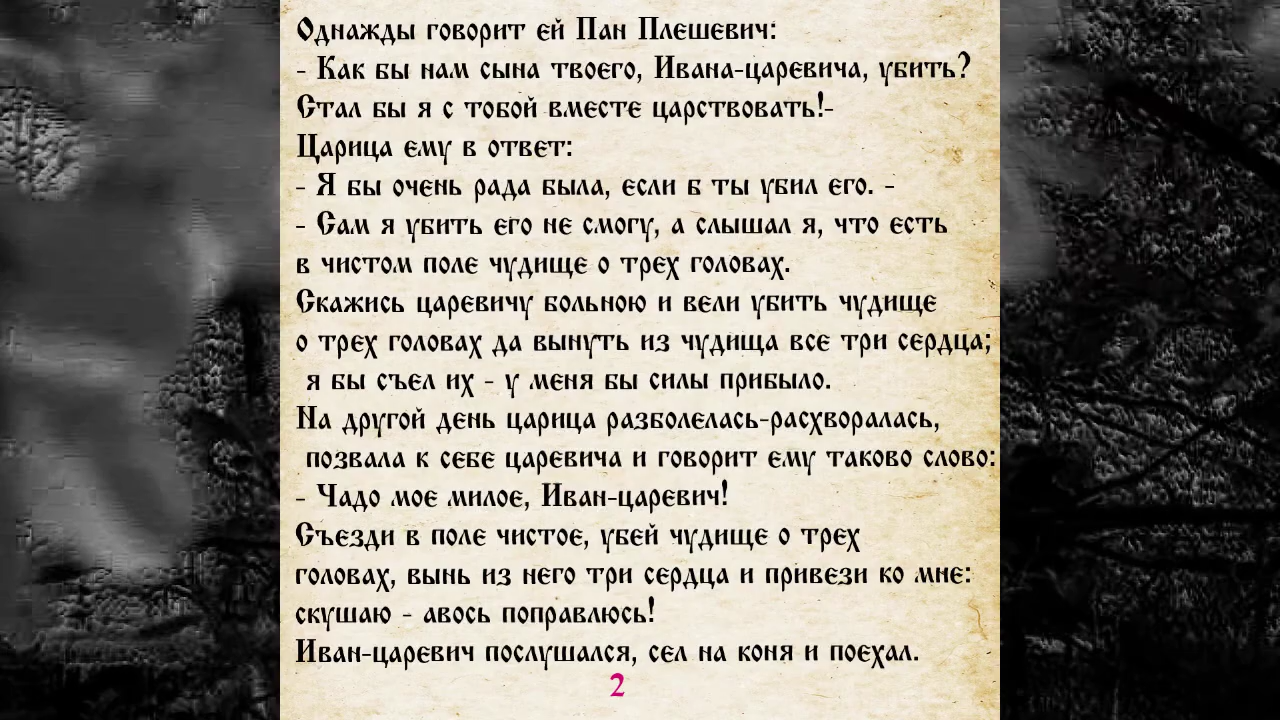 Однажды говорит ей Пан Плешевич:
- Как бы нам сына твоего, Ивана-царевича, убить?
Стал бы я с тобой вместе царствовать!-
Царица ему в ответ:
- Я бы очень рада была, если б ты убил его. -
- Сам я убить его не смогу, а слышал я, что есть
в чистом поле чудище о трех головах.
Скажись царевичу больною и вели убить чудище
о трех головах да вынуть из чудища все три сердца;
я бы съел их - у меня бы силы прибыло.
На другой день царица разболелась-расхворалась,
позвала к себе царевича и говорит ему таково слово:
- Чадо мое милое, Иван-царевич!
Съезди в поле чистое, убей чудище о трех
головах, вынь из него три сердца и привези ко мне:
скушаю - авось поправлюсь!
Иван-царевич послушался, сел на коня и поехал.
2